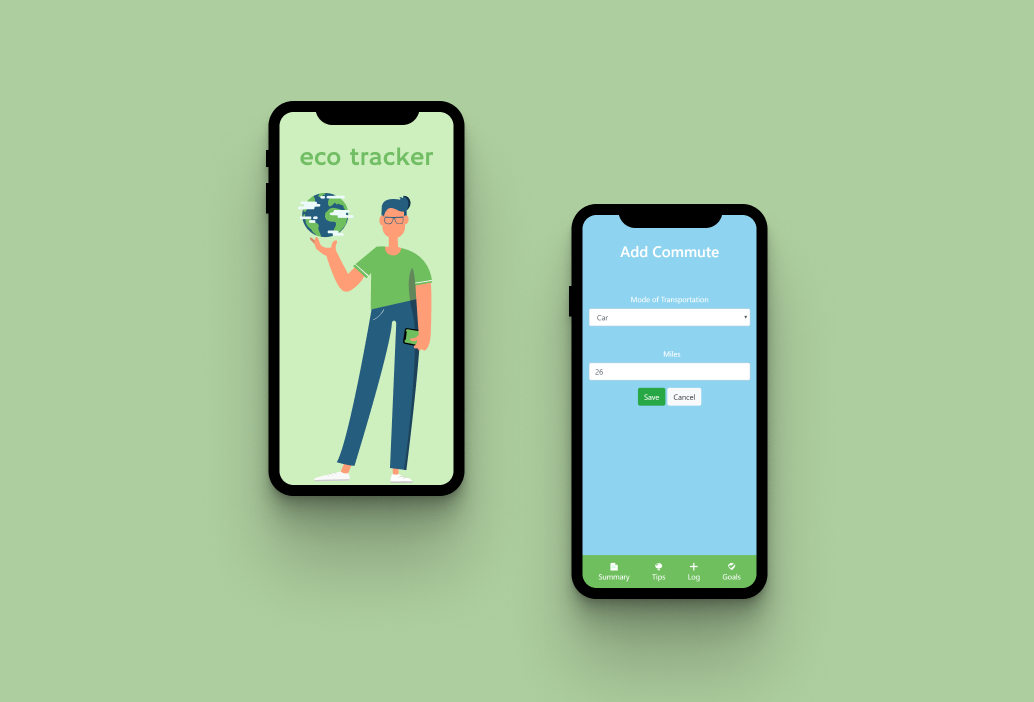 eco tracker
Add Commute
Mode of Transportation
Car
Miles
26
Save Cancel
Summary Tips Log Goals